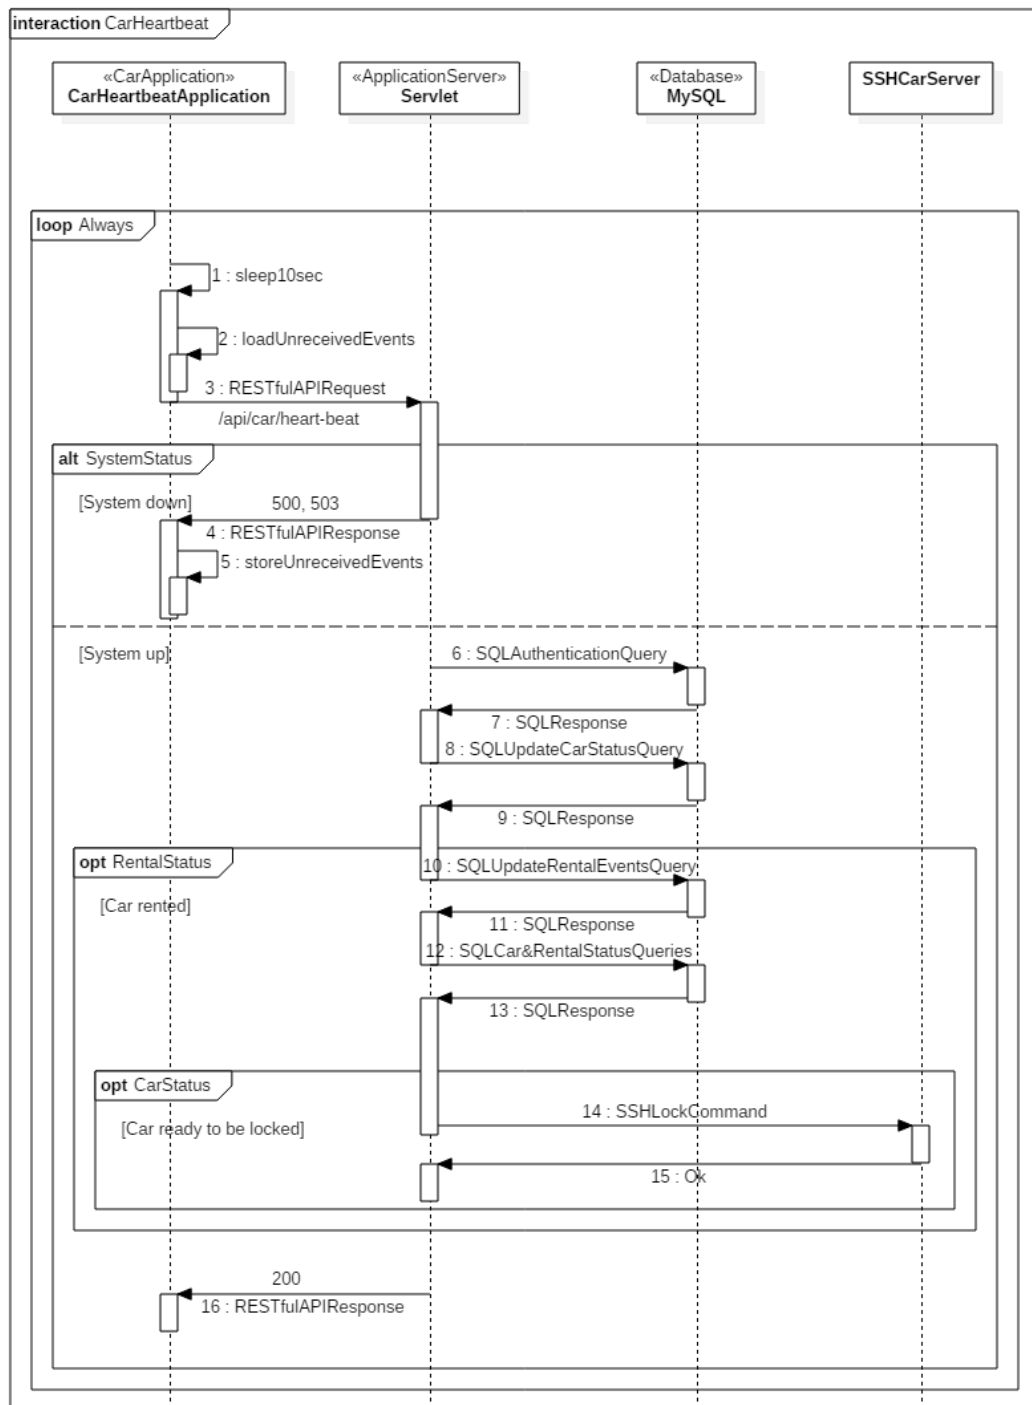 interaction CarHeartbeat
«CarApplication»
CarHeartbeatApplication
«ApplicationServer»
Servlet
«Database»
MySQL
SSHCarServer
loop Always
1 : sleep10sec
2 : loadUnreceivedEvents
3 : RESTfulAPIRequest
/api/car/heart-beat
alt SystemStatus
[System down]
500, 503
4 : RESTfulAPIResponse
5 : storeUnreceivedEvents
[System up]
6 : SQLAuthenticationQuery
7 : SQLResponse
8 : SQLUpdateCarStatusQuery
9 : SQLResponse
opt RentalStatus
10 : SQLUpdateRentalEventsQuery
[Car rented]
11 : SQLResponse
12 : SQLCar&RentalStatusQueries
13 : SQLResponse
opt CarStatus
14 : SSHLockCommand
[Car ready to be locked]
15 : Ok
200
16 : RESTfulAPIResponse